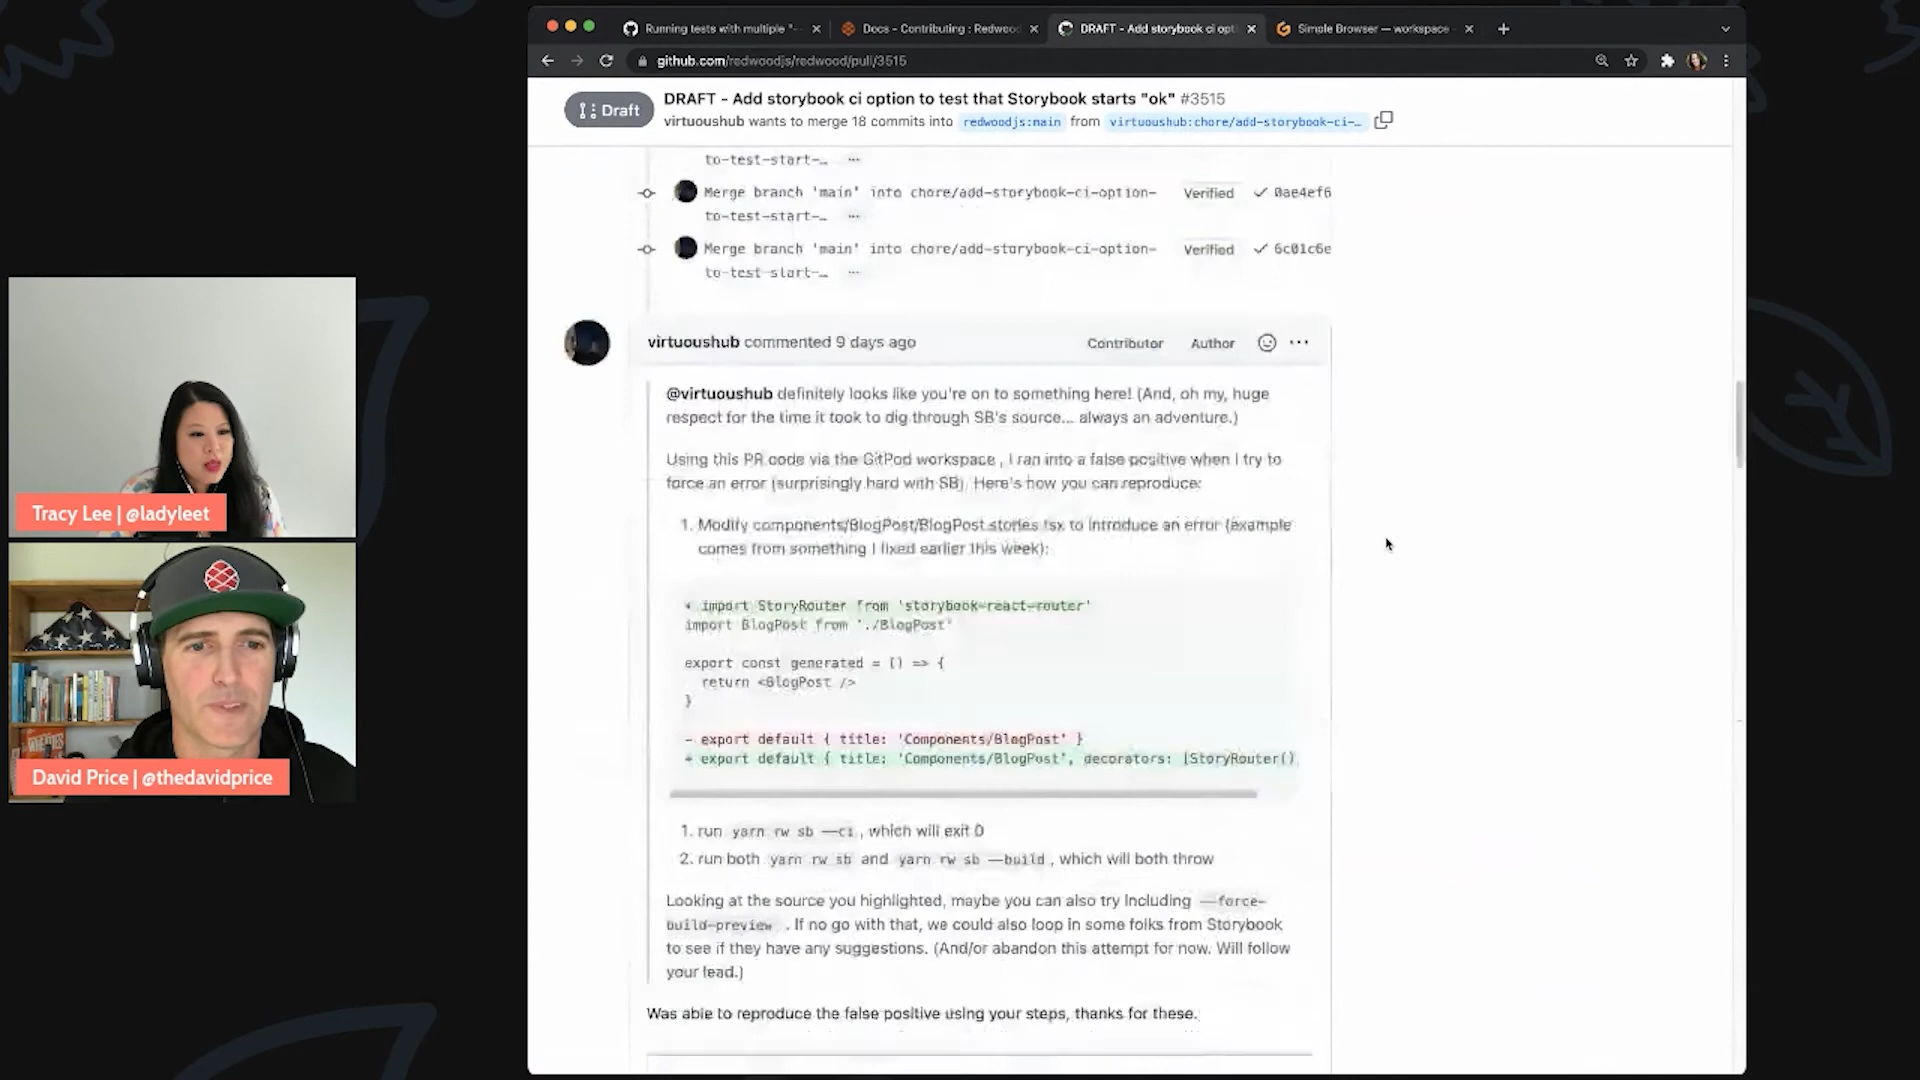 Running tests with multiple "-
Docs - Contributing : Redwood
DRAFT - Add storybook ci opti
Simple Browser — workspace
github.com/redwoodjs/redwood/pull/3515
Draft
DRAFT - Add storybook ci option to test that Storybook starts "ok" #3515
virtuoushub wants to merge 18 commits into redwoodjs:main from virtuoushub:chore/add-storybook-ci-…
to-test-start-… ...
Merge branch 'main' into chore/add-storybook-ci-option- Verified 0ae4ef6
to-test-start-… ...
Merge branch 'main' into chore/add-storybook-ci-option- Verified 6c01c6e
to-test-start-… ...
virtuoushub commented 9 days ago Contributor Author ...
@virtuoushub definitely looks like you're on to something here! (And, oh my, huge
respect for the time it took to dig through SB's source... always an adventure.)
Using this PR code via the GitPod workspace , I ran into a false positive when I try to
force an error (surprisingly hard with SB). Here's how you can reproduce:
1. Modify components/BlogPost/BlogPost.stories.tsx to introduce an error (example
comes from something I fixed earlier this week):
+ import StoryRouter from 'storybook-react-router'
import BlogPost from './BlogPost'
export const generated = () => {
return <BlogPost />
}
- export default { title: 'Components/BlogPost' }
+ export default { title: 'Components/BlogPost', decorators: [StoryRouter()
1. run yarn rw sb --ci , which will exit 0
2. run both yarn rw sb and yarn rw sb --build , which will both throw
Looking at the source you highlighted, maybe you can also try including --force-
build-preview . If no go with that, we could also loop in some folks from Storybook
to see if they have any suggestions. (And/or abandon this attempt for now. Will follow
your lead.)
Was able to reproduce the false positive using your steps, thanks for these.
Tracy Lee | @ladyleet
David Price | @thedavidprice